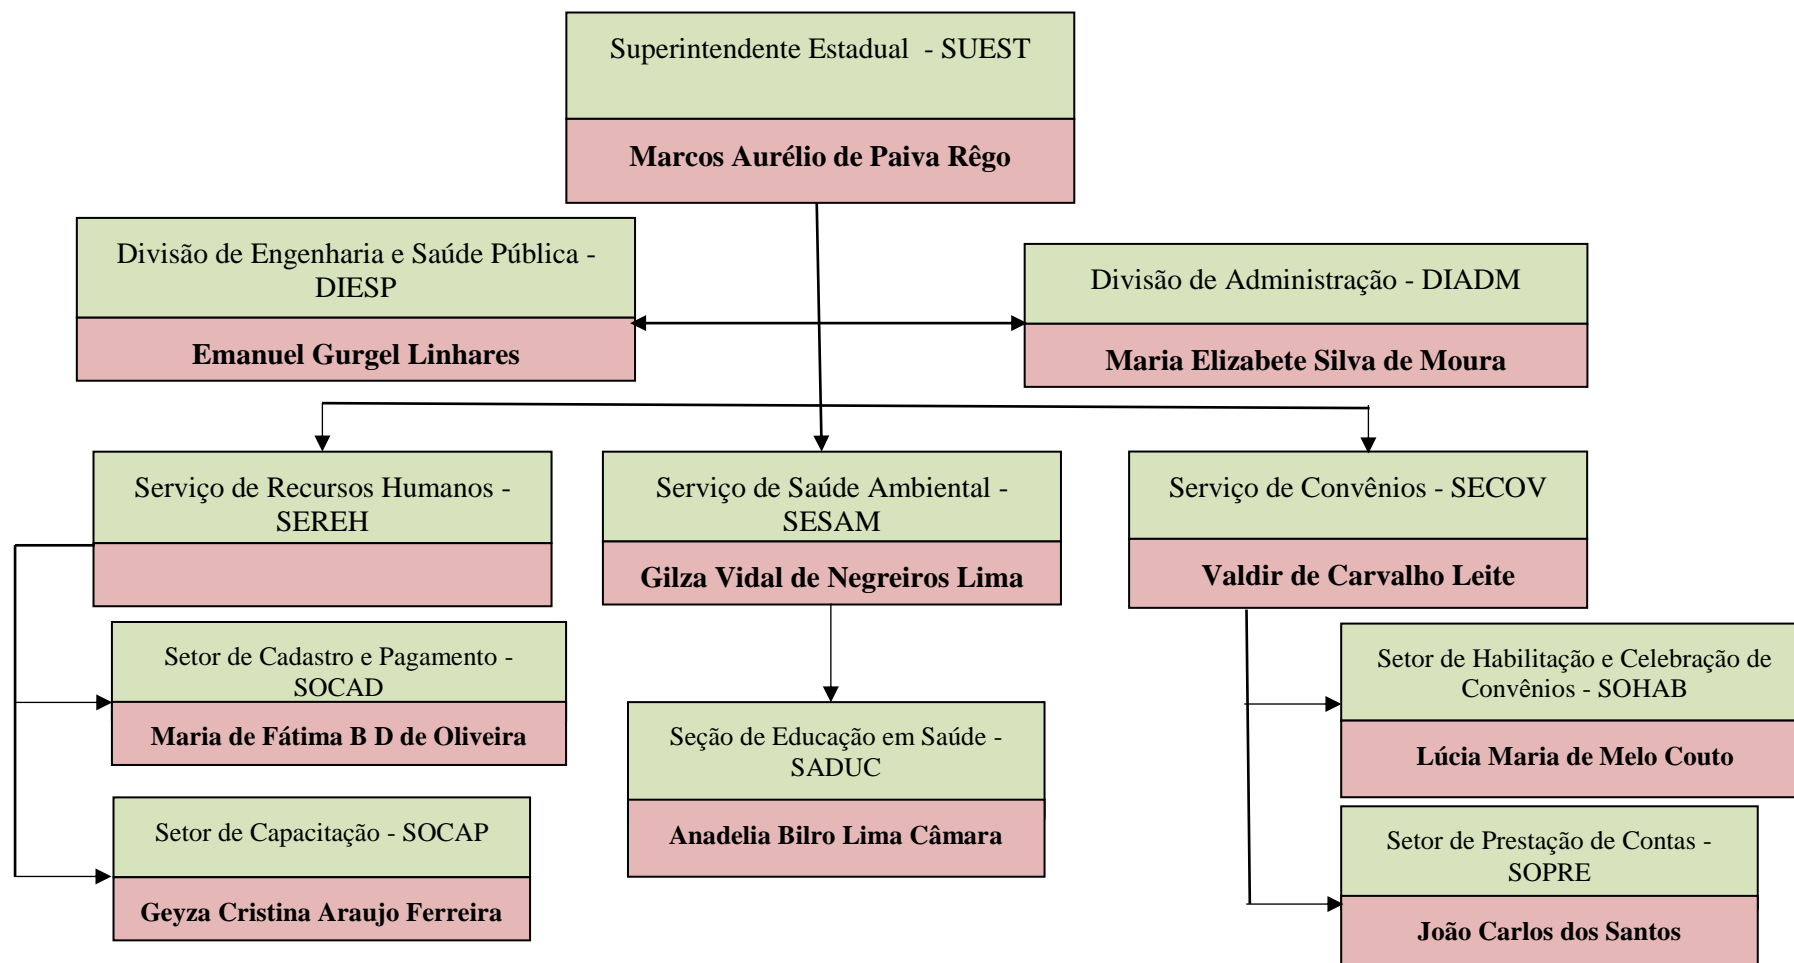 Superintendente Estadual - SUEST
Marcos Aurélio de Paiva Rêgo
Divisão de Engenharia e Saúde Pública -
DIESP
Emanuel Gurgel Linhares
Divisão de Administração - DIADM
Maria Elizabete Silva de Moura
Serviço de Recursos Humanos -
SEREH
Serviço de Saúde Ambiental -
SESAM
Gilza Vidal de Negreiros Lima
Serviço de Convênios - SECOV
Valdir de Carvalho Leite
Setor de Cadastro e Pagamento -
SOCAD
Maria de Fátima B D de Oliveira
Setor de Capacitação - SOCAP
Geyza Cristina Araujo Ferreira
Seção de Educação em Saúde -
SADUC
Anadelia Bilro Lima Câmara
Setor de Habilitação e Celebração de
Convênios - SOHAB
Lúcia Maria de Melo Couto
Setor de Prestação de Contas -
SOPRE
João Carlos dos Santos